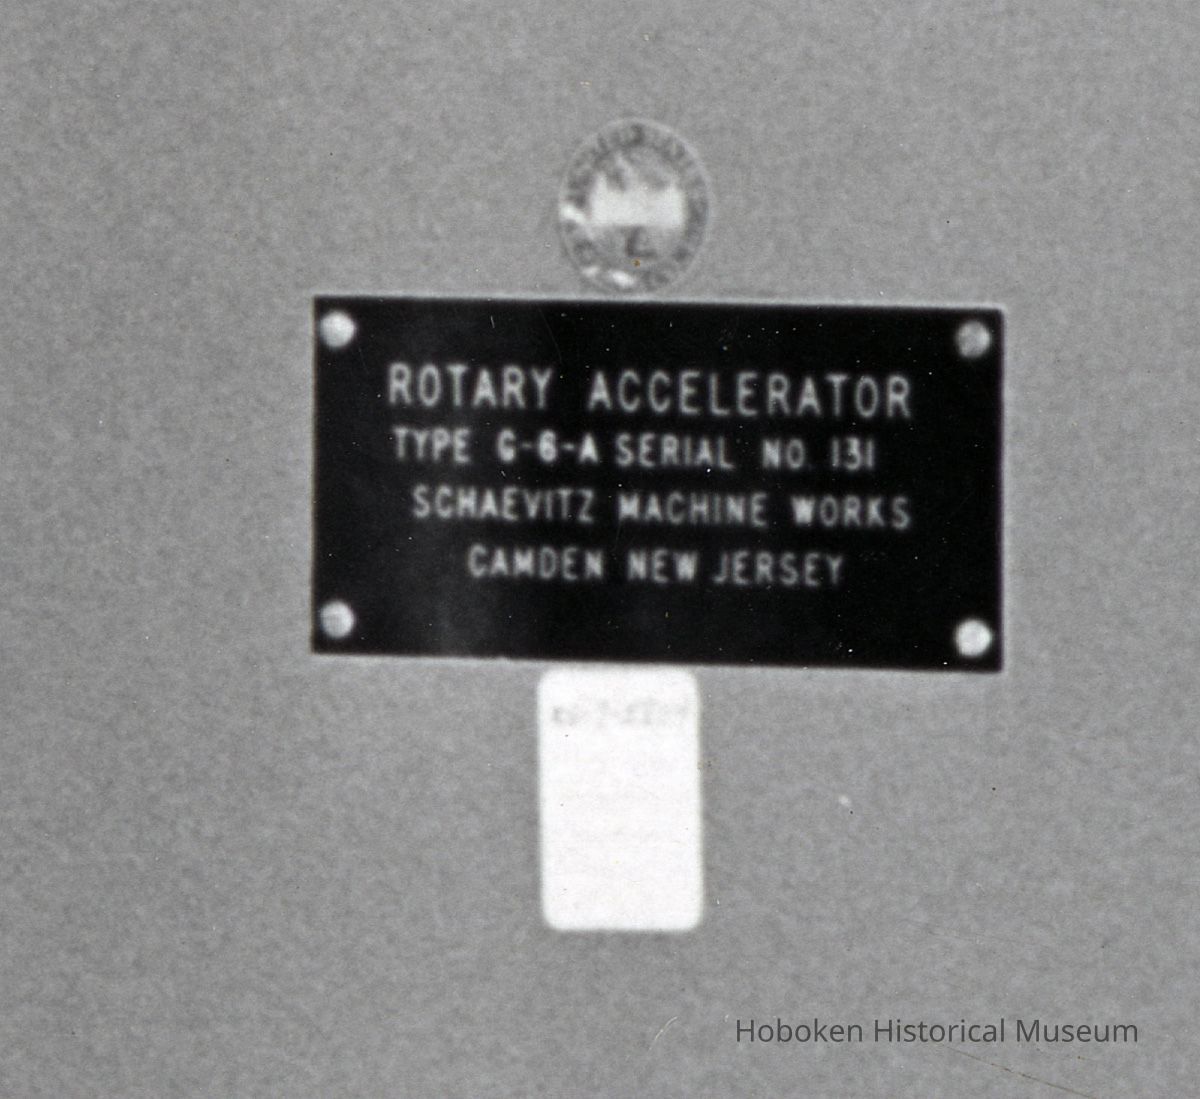 ROTARY ACCELERATOR
TYPE G-6-A SERIAL NO. 131
SCHAEVITZ MACHINE WORKS
CAMDEN NEW JERSEY
Hoboken Historical Museum